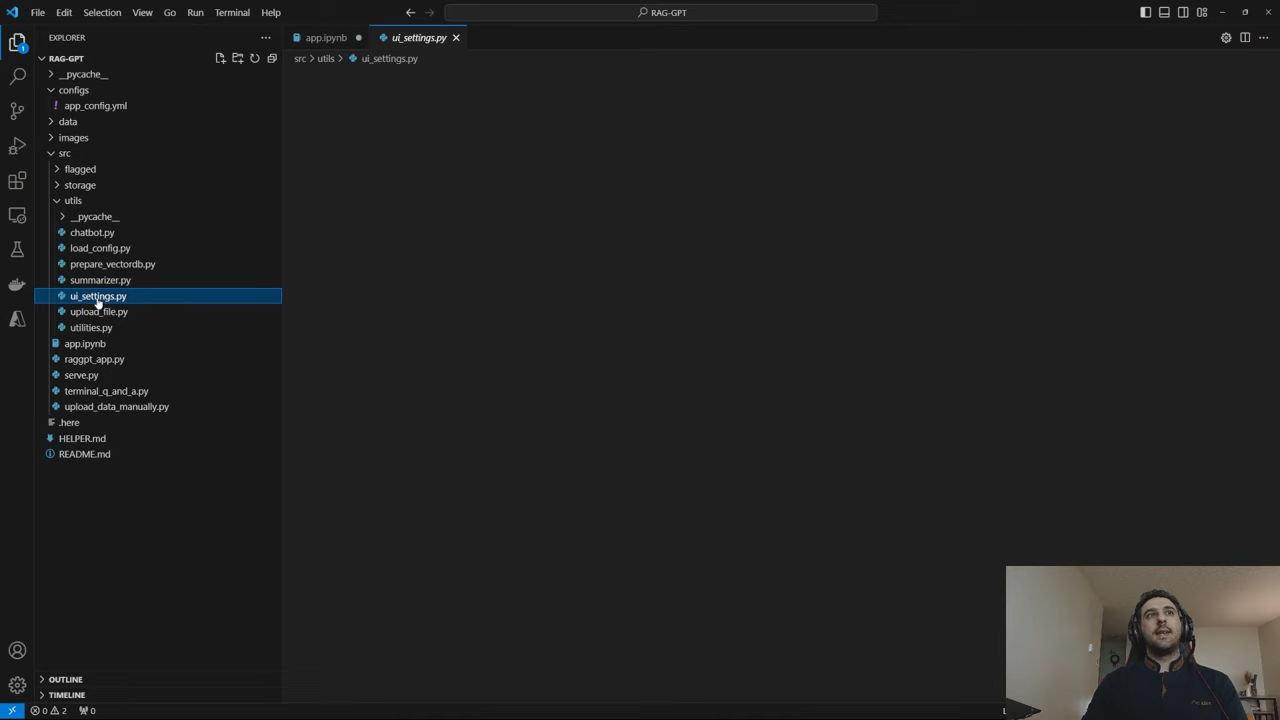 File Edit Selection View Go Run Terminal Help
RAG-GPT
EXPLORER
app.ipynb
ui_settings.py
RAG-GPT
src > utils > ui_settings.py
__pycache__
configs
app_config.yml
data
images
src
flagged
storage
utils
__pycache__
chatbot.py
load_config.py
prepare_vectordb.py
summarizer.py
ui_settings.py
upload_file.py
utilities.py
app.ipynb
raggpt_app.py
serve.py
terminal_q_and_a.py
upload_data_manually.py
.here
HELPER.md
README.md
OUTLINE
TIMELINE
0 2 0